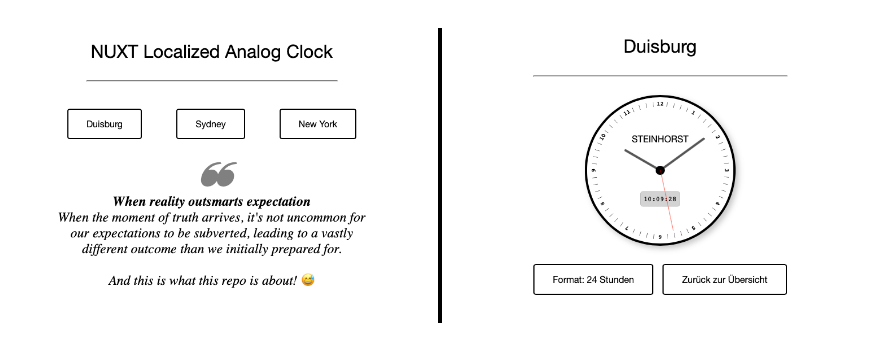 NUXT Localized Analog Clock
Duisburg
Sydney
New York
❝
When reality outsmarts expectation
When the moment of truth arrives, it's not uncommon for
our expectations to be subverted, leading to a vastly
different outcome than we initially prepared for.
And this is what this repo is about! 😅
Duisburg
12
1
2
3
4
5
6
7
8
9
10
11
STEINHORST
10:09:28
Format: 24 Stunden
Zurück zur Übersicht